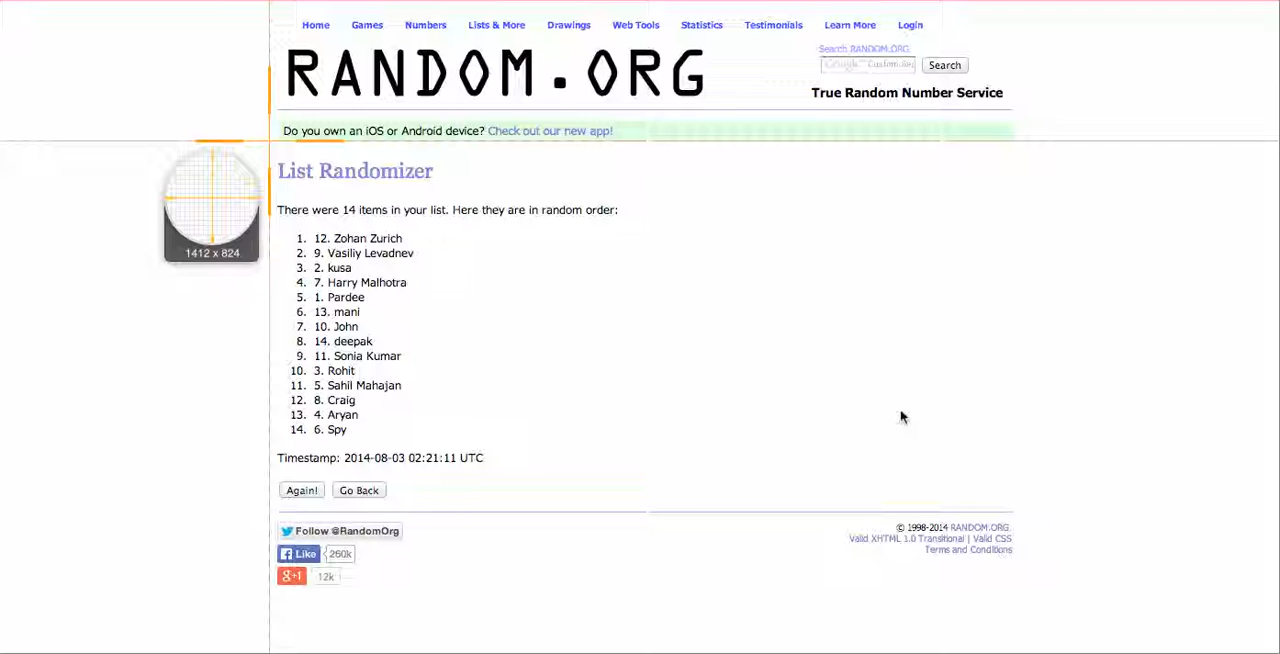 Home Games Numbers Lists & More Drawings Web Tools Statistics Testimonials Learn More Login
RANDOM.ORG
Search RANDOM.ORG
Google™ Custom Search
True Random Number Service
Do you own an iOS or Android device? Check out our new app!
List Randomizer
There were 14 items in your list. Here they are in random order:
1. 12. Zohan Zurich
2. 9. Vasiliy Levadnev
3. 2. kusa
4. 7. Harry Malhotra
5. 1. Pardee
6. 13. mani
7. 10. John
8. 14. deepak
9. 11. Sonia Kumar
10. 3. Rohit
11. 5. Sahil Mahajan
12. 8. Craig
13. 4. Aryan
14. 6. Spy
1412 x 824
Timestamp: 2014-08-03 02:21:11 UTC
Again! Go Back
Follow @RandomOrg
Like 260k
g+1 12k
© 1998-2014 RANDOM.ORG
Valid XHTML 1.0 Transitional | Valid CSS
Terms and Conditions